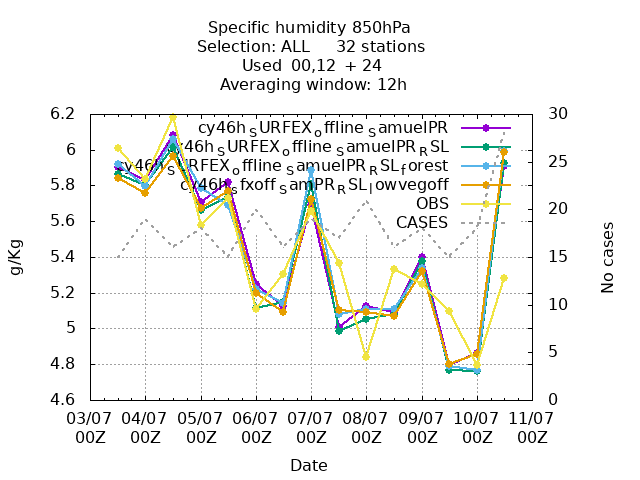 Specific humidity 850hPa
Selection: ALL     32 stations
Used  00,12  + 24
Averaging window: 12h
cy46h_SURFEX_offline_SamuelPR
cy46h_SURFEX_offline_SamuelPR_RSL
cy46h_SURFEX_offline_SamuelPR_RSL_forest
cy46h_sfxoff_SamPR_RSL_lowvegoff
OBS
CASES
6.2
6
5.8
5.6
5.4
5.2
5
4.8
4.6
30
25
20
15
10
5
0
g/Kg
No cases
03/07 04/07 05/07 06/07 07/07 08/07 09/07 10/07 11/07
00Z 00Z 00Z 00Z 00Z 00Z 00Z 00Z 00Z
Date